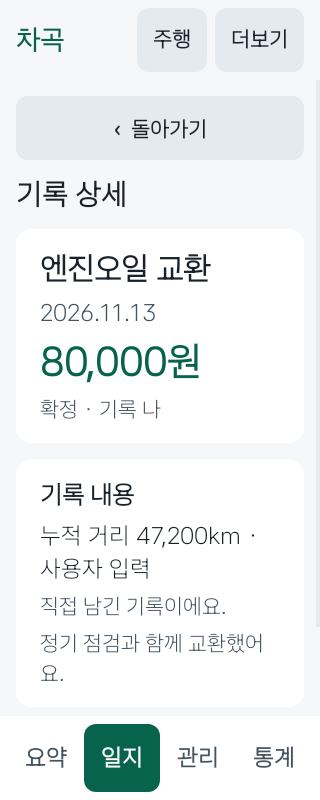 차곡
주행
더보기
‹ 돌아가기
기록 상세
엔진오일 교환
2026.11.13
80,000원
확정 · 기록 나
기록 내용
누적 거리 47,200km ·
사용자 입력
직접 남긴 기록이에요.
정기 점검과 함께 교환했어
요.
요약
일지
관리
통계